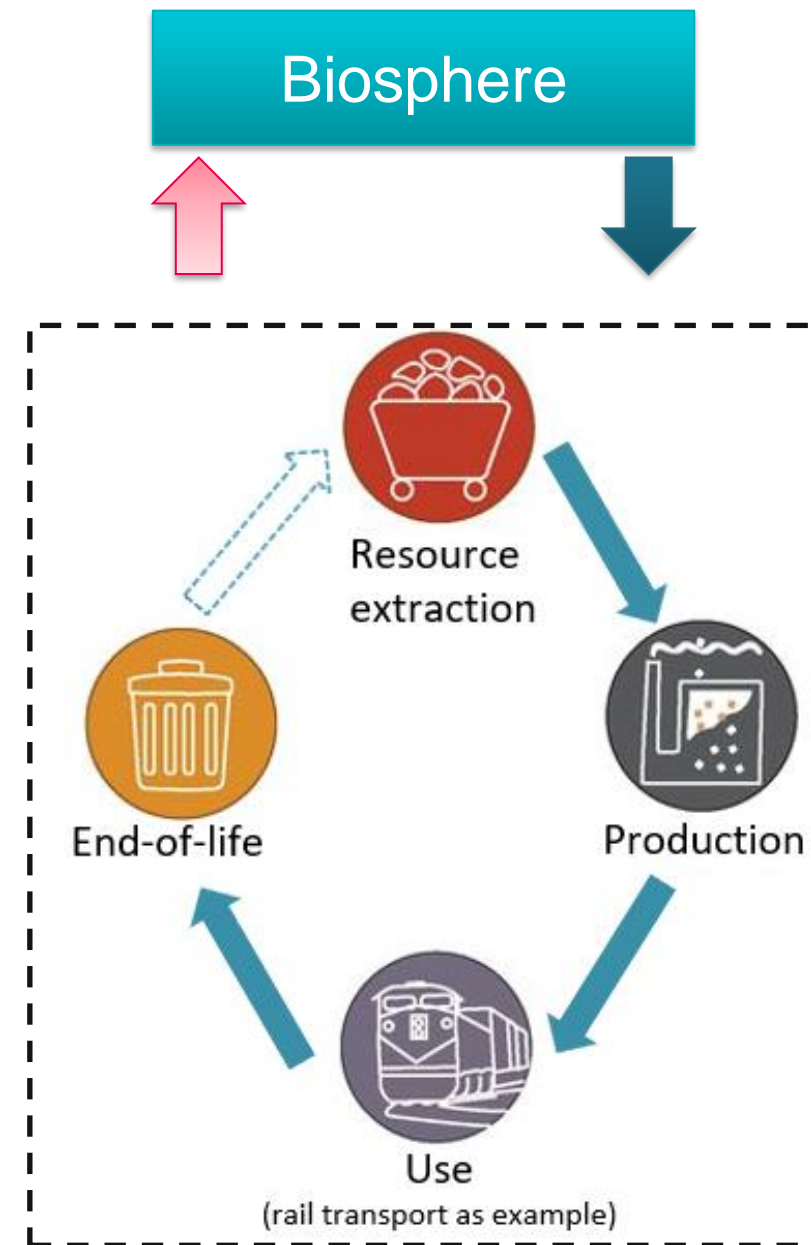 Biosphere
Resource
extraction
Production
End-of-life
Use
(rail transport as example)